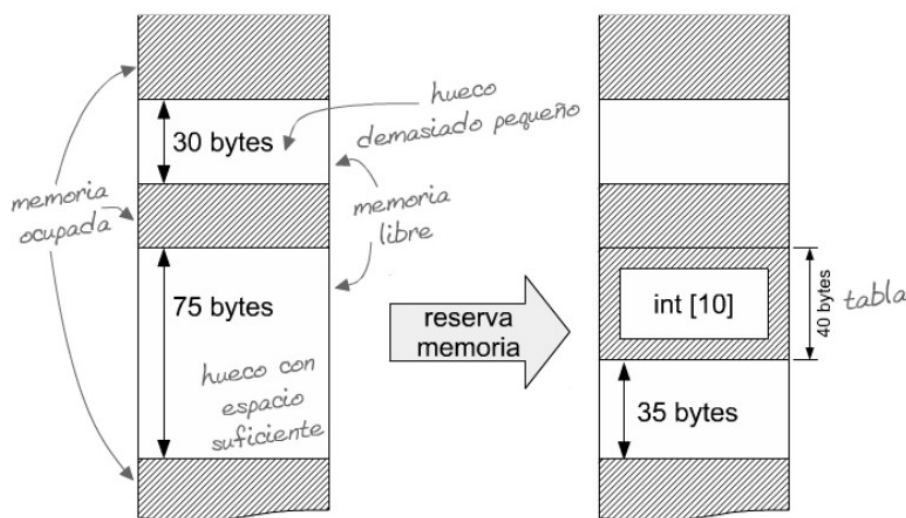 hueco
demasiado pequeño
30 bytes
memoria
ocupada
memoria
libre
75 bytes
hueco con
espacio
suficiente
reserva
memoria
int [10]
40 bytes
tabla
35 bytes